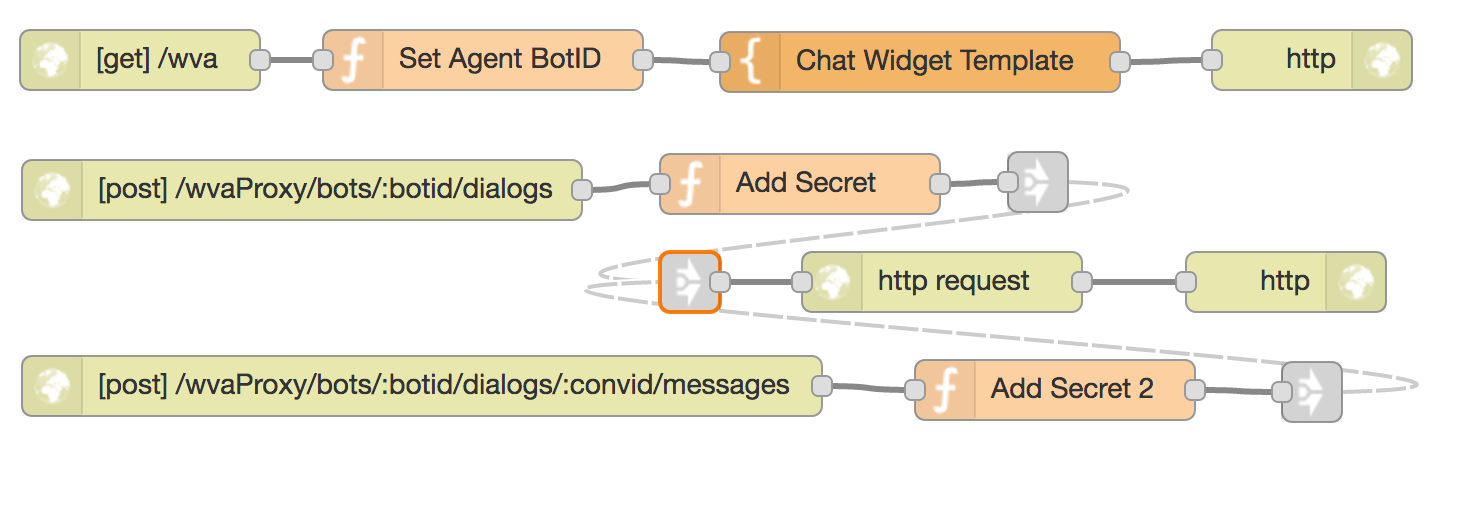 [get] /wva
Set Agent BotID
Chat Widget Template
http
[post] /wvaProxy/bots/:botid/dialogs
Add Secret
http request
http
[post] /wvaProxy/bots/:botid/dialogs/:convid/messages
Add Secret 2